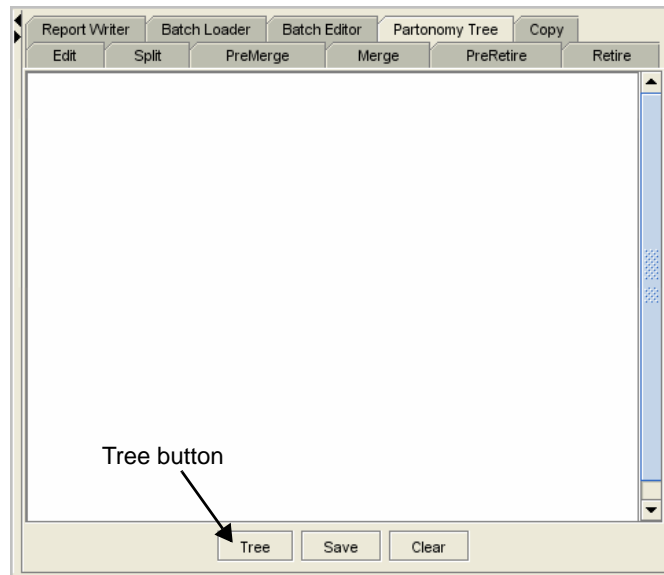 Report Writer Batch Loader Batch Editor Partonomy Tree Copy
Edit Split PreMerge Merge PreRetire Retire
Tree button
Tree Save Clear